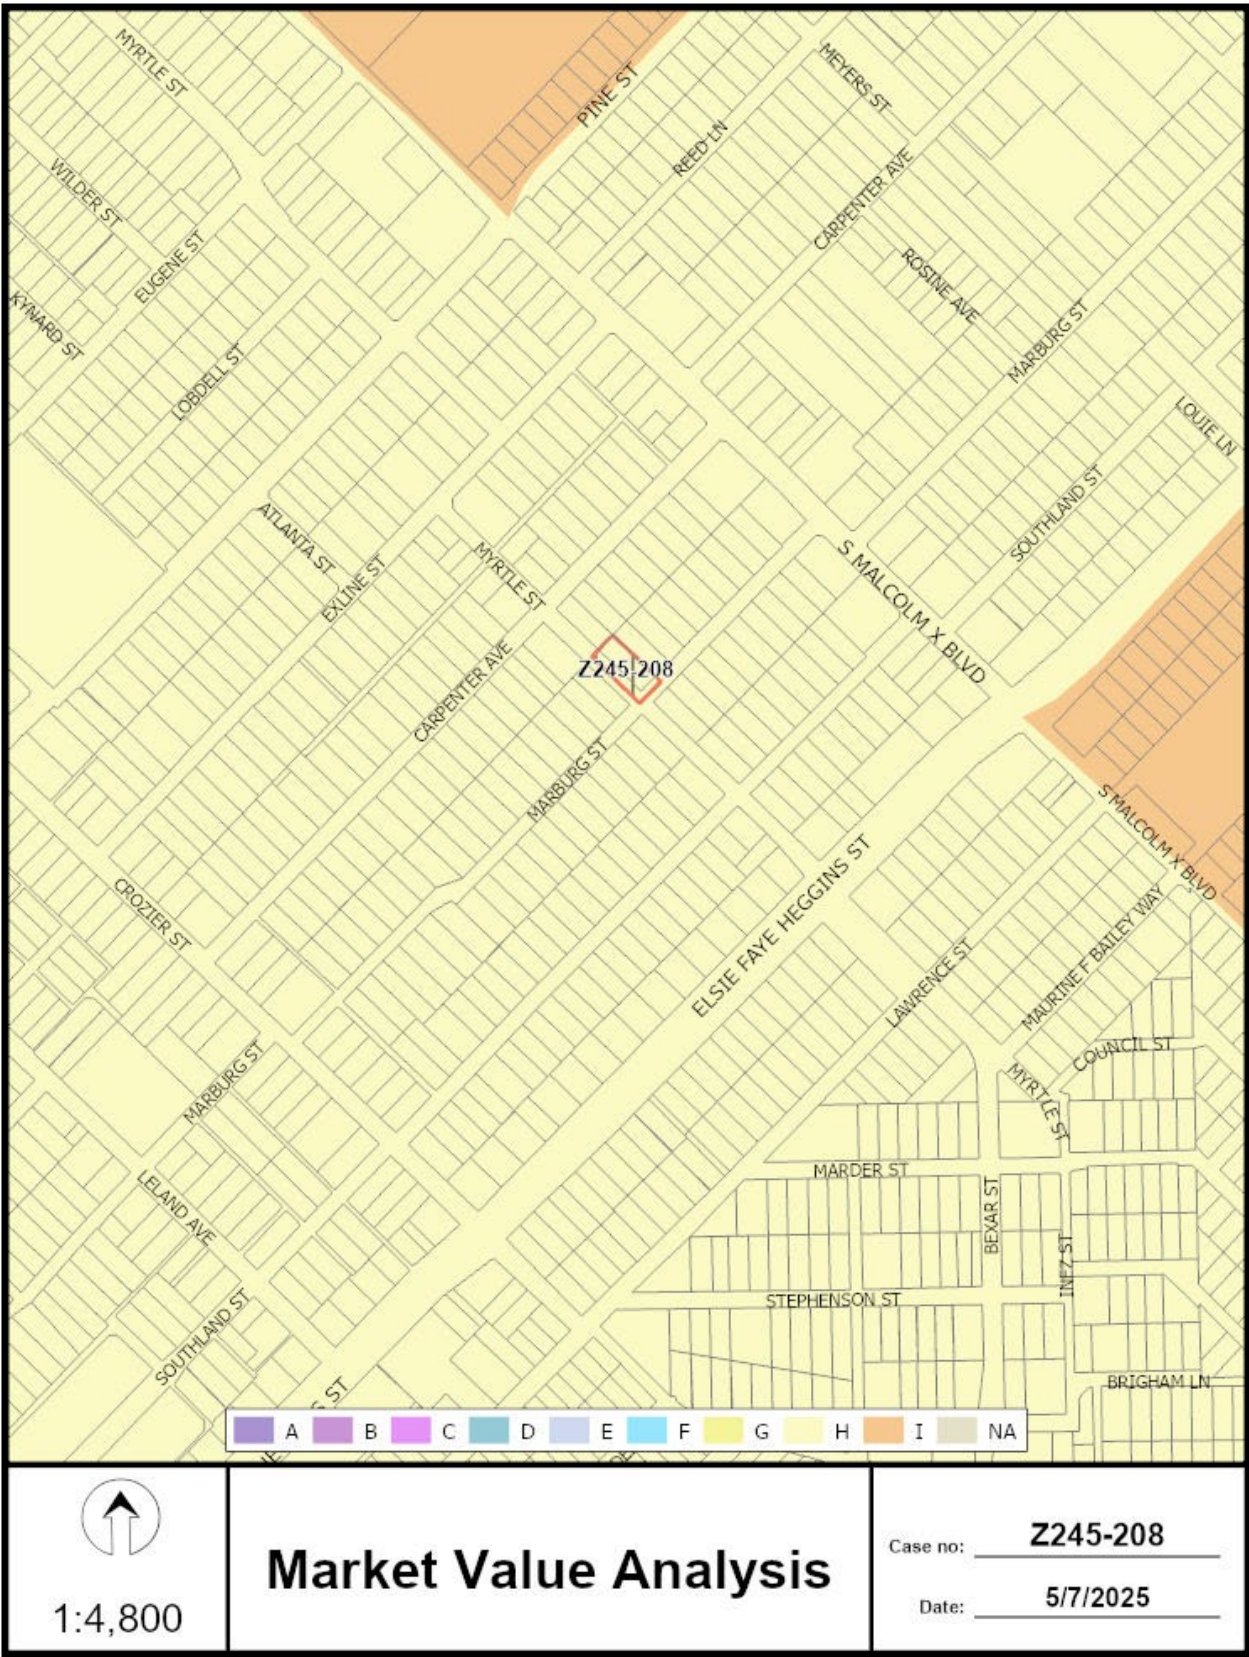 MYRTLE ST
PINE ST
MEYERS ST
REED LN
CARPENTER AVE
WILDER ST
EUGENE ST
ROSINE AVE
KYNARD ST
MARBURG ST
LOBDELL ST
LOUIE LN
SOUTHLAND ST
ATLANTA ST
EXLINE ST
MYRTLE ST
S MALCOLM X BLVD
Z245-208
CARPENTER AVE
MARBURG ST
S MALCOLM X BLVD
ELSIE FAYE HEGGINS ST
CROZIER ST
LAWRENCE ST
MAURINE F BAILEY WAY
COUNCIL ST
MARBURG ST
MYRTLE ST
MARDER ST
LELAND AVE
BEXAR ST
INEZ ST
STEPHENSON ST
SOUTHLAND ST
BRIGHAM LN
S ST
A B C D E F G H I NA
1:4,800
Market Value Analysis
Case no: Z245-208
Date: 5/7/2025